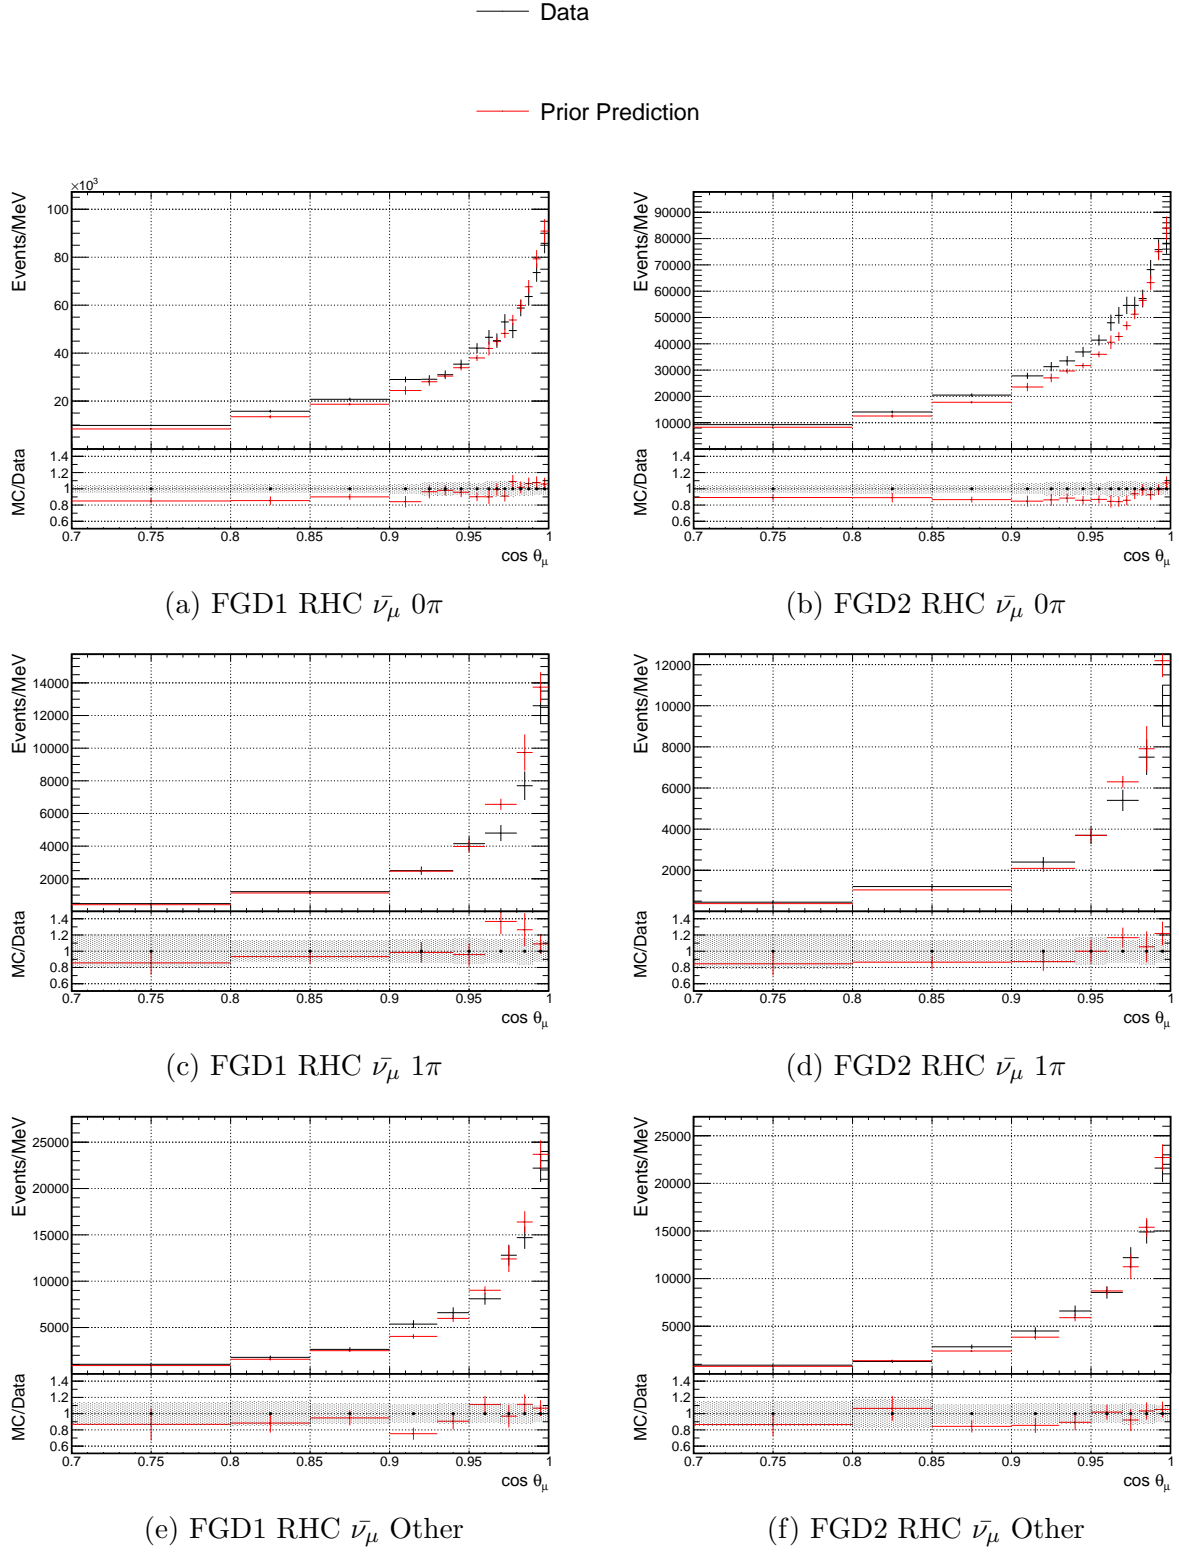 Data
Prior Prediction
×10³
Events/MeV
100
80
60
40
20
MC/Data
1.4
1.2
1
0.8
0.6
0.7 0.75 0.8 0.85 0.9 0.95 1
cos θμ
(a) FGD1 RHC ν̄μ 0π
Events/MeV
90000
80000
70000
60000
50000
40000
30000
20000
10000
MC/Data
1.4
1.2
1
0.8
0.6
0.7 0.75 0.8 0.85 0.9 0.95 1
cos θμ
(b) FGD2 RHC ν̄μ 0π
Events/MeV
14000
12000
10000
8000
6000
4000
2000
MC/Data
1.4
1.2
1
0.8
0.6
0.7 0.75 0.8 0.85 0.9 0.95 1
cos θμ
(c) FGD1 RHC ν̄μ 1π
Events/MeV
12000
10000
8000
6000
4000
2000
MC/Data
1.4
1.2
1
0.8
0.6
0.7 0.75 0.8 0.85 0.9 0.95 1
cos θμ
(d) FGD2 RHC ν̄μ 1π
Events/MeV
25000
20000
15000
10000
5000
MC/Data
1.4
1.2
1
0.8
0.6
0.7 0.75 0.8 0.85 0.9 0.95 1
cos θμ
(e) FGD1 RHC ν̄μ Other
Events/MeV
25000
20000
15000
10000
5000
MC/Data
1.4
1.2
1
0.8
0.6
0.7 0.75 0.8 0.85 0.9 0.95 1
cos θμ
(f) FGD2 RHC ν̄μ Other